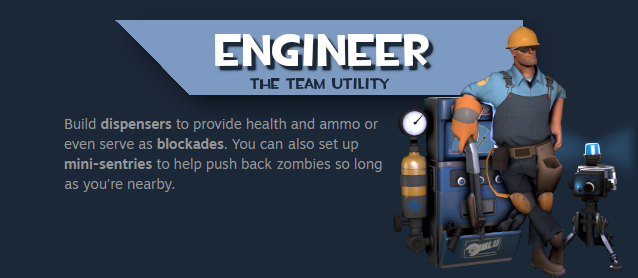 ENGINEER
THE TEAM UTILITY
Build dispensers to provide health and ammo or
even serve as blockades. You can also set up
mini-sentries to help push back zombies so long
as you're nearby.
BLU